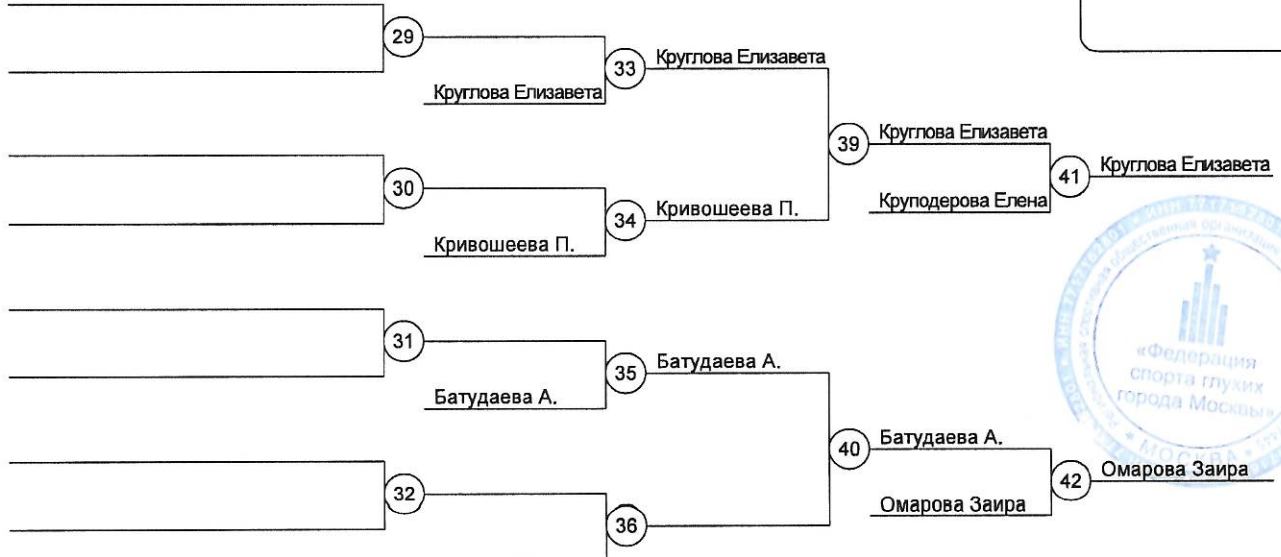 29
33
Круглова Елизавета
Круглова Елизавета
39
Круглова Елизавета
41
Круглова Елизавета
30
34
Кривошеева П.
Круподерова Елена
Кривошеева П.
31
35
Батудаева А.
Батудаева А.
40
Батудаева А.
42
Омарова Заира
32
36
Омарова Заира
«Федерация
спорта глухих
города Москвы»
МОСКВА